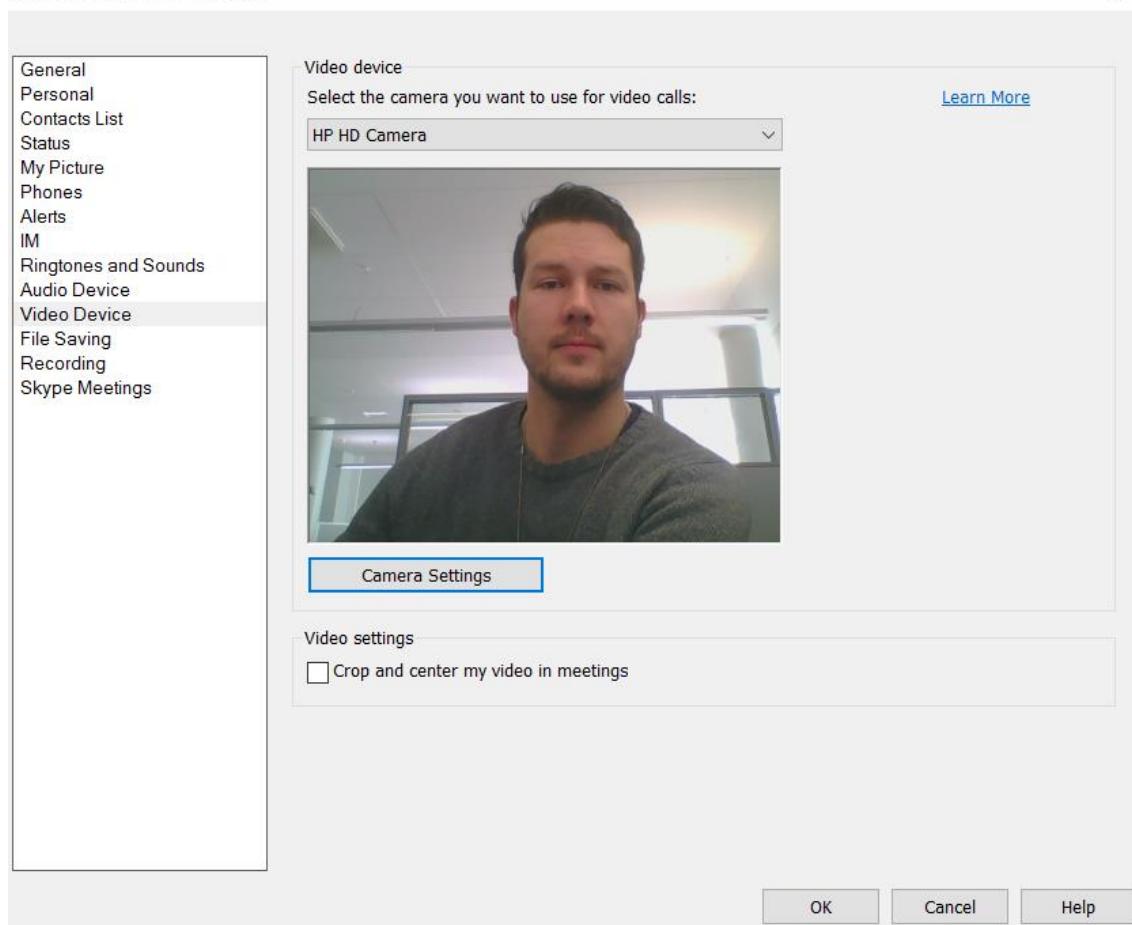 General
Personal
Contacts List
Status
My Picture
Phones
Alerts
IM
Ringtones and Sounds
Audio Device
Video Device
File Saving
Recording
Skype Meetings
Video device
Select the camera you want to use for video calls:
Learn More
HP HD Camera
Camera Settings
Video settings
Crop and center my video in meetings
OK
Cancel
Help